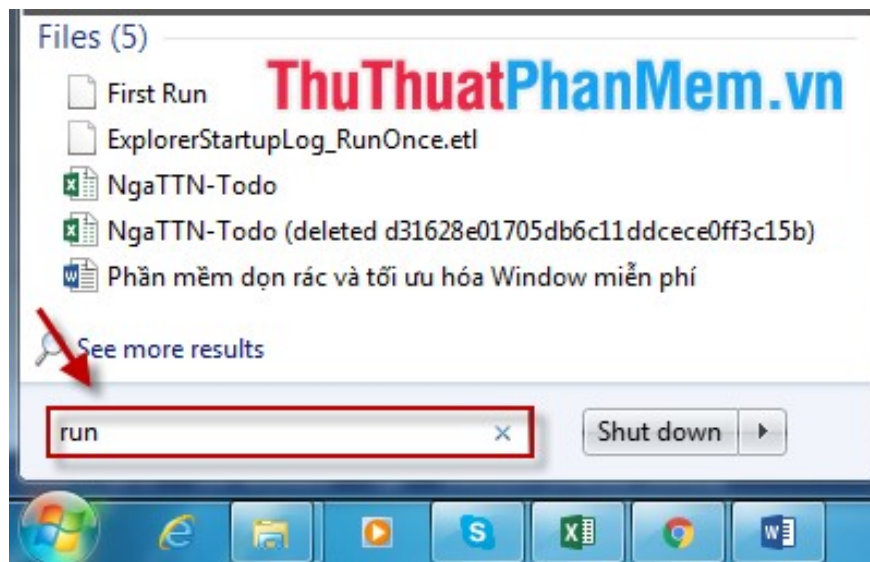 Files (5)
ThuThuatPhanMem.vn
First Run
ExplorerStartupLog_RunOnce.etl
NgaTTN-Todo
NgaTTN-Todo (deleted d31628e01705db6c11ddcece0ff3c15b)
Phần mềm dọn rác và tối ưu hóa Window miễn phí
See more results
run
Shut down